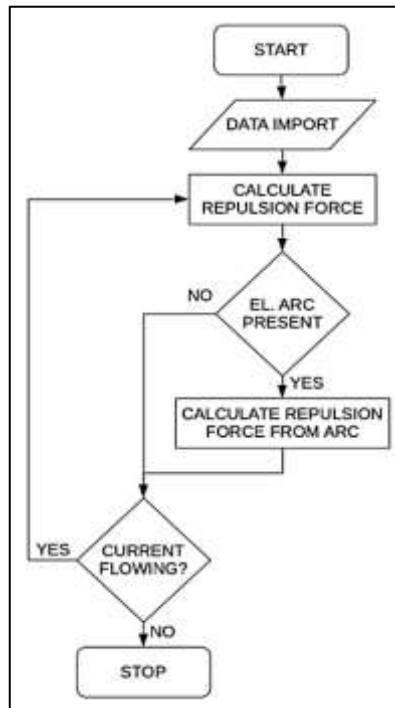 START
DATA IMPORT
CALCULATE
REPULSION FORCE
NO
EL. ARC
PRESENT
YES
CALCULATE REPULSION
FORCE FROM ARC
YES
CURRENT
FLOWING?
NO
STOP